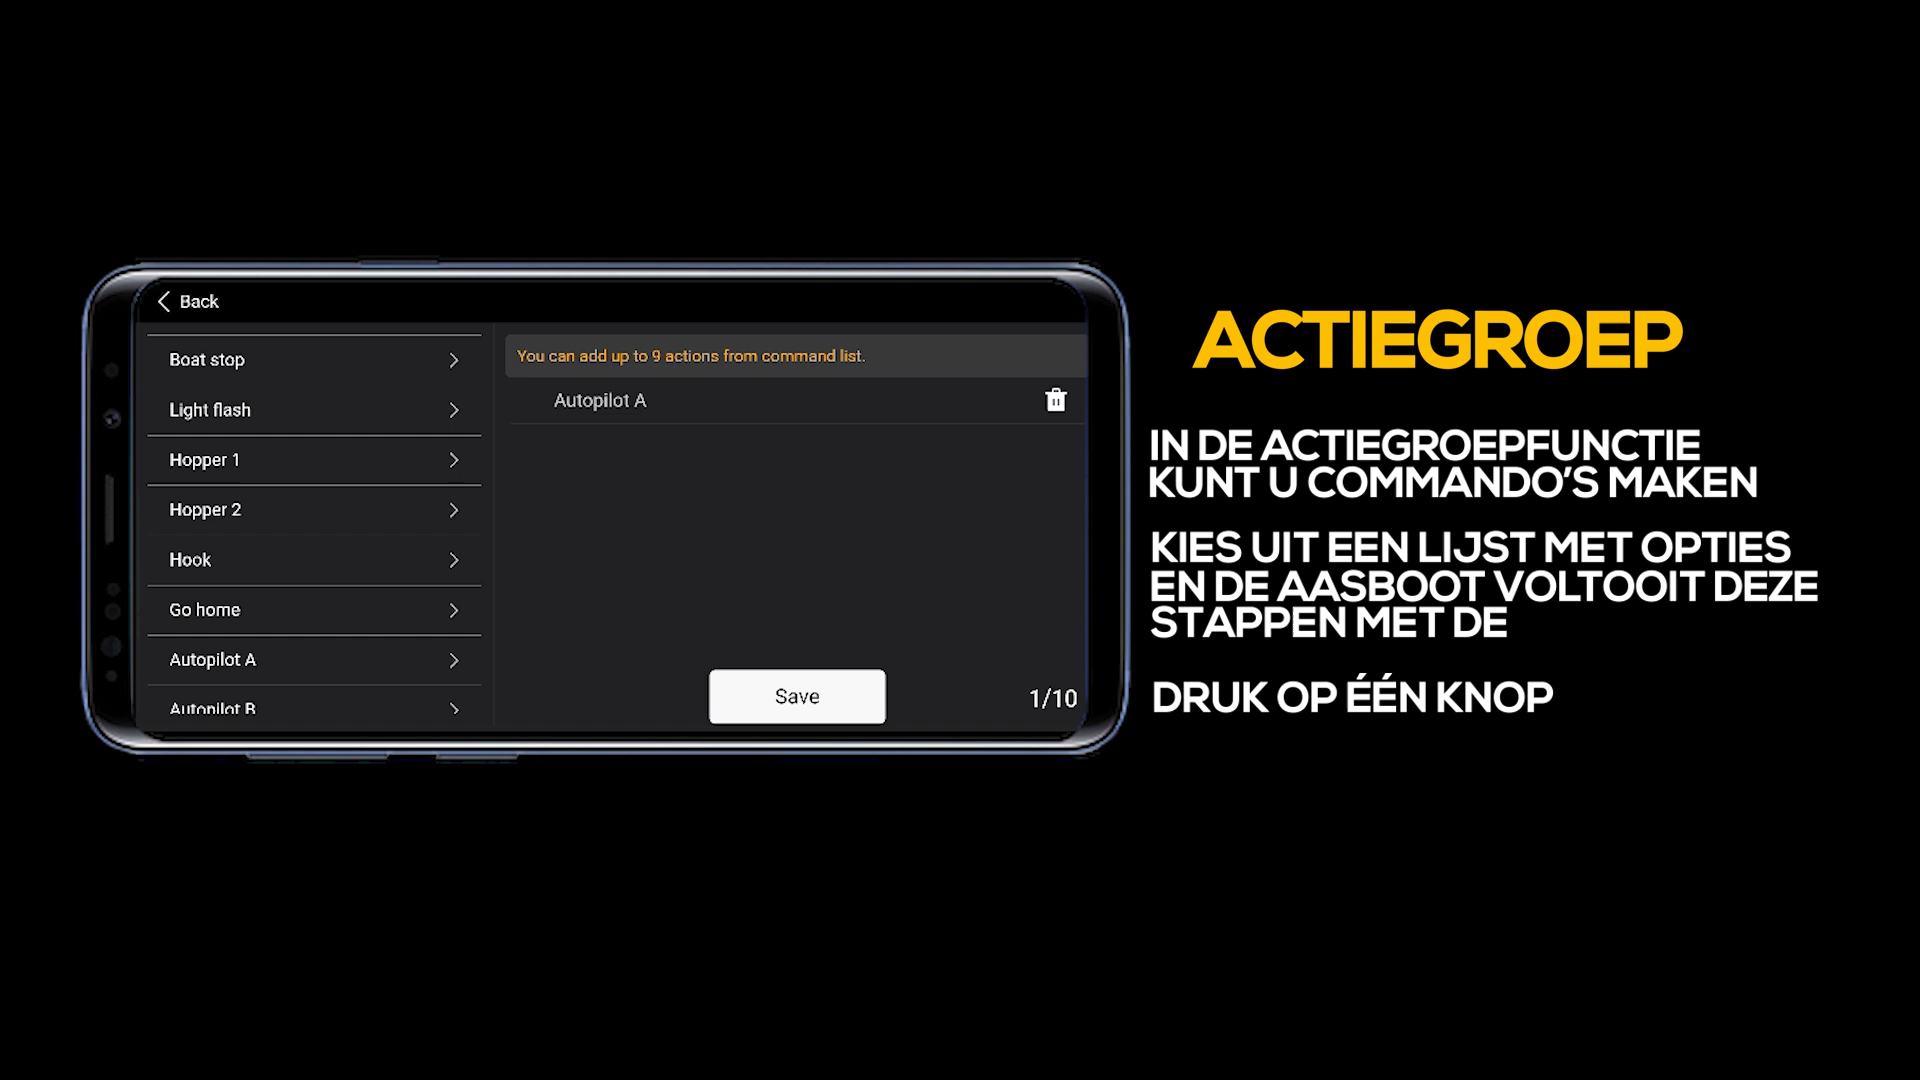 Back
Boat stop
Light flash
Hopper 1
Hopper 2
Hook
Go home
Autopilot A
Autopilot B
You can add up to 9 actions from command list.
Autopilot A
Save
1/10
ACTIEGROEP
IN DE ACTIEGROEPFUNCTIE
KUNT U COMMANDO'S MAKEN
KIES UIT EEN LIJST MET OPTIES
EN DE AASBOOT VOLTOOIT DEZE
STAPPEN MET DE
DRUK OP ÉÉN KNOP